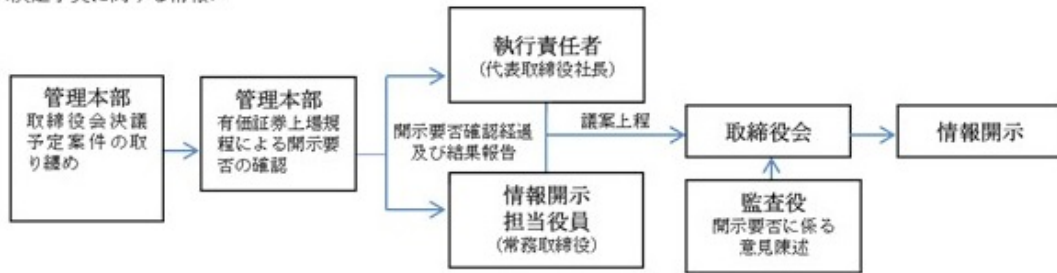 に関する情報
執行責任者
(代表取締役社長)
管理本部
取締役会決議
予定案件の取
り纏め
管理本部
有価証券上場規
程による開示要
否の確認
開示要否確認経過
及び結果報告
議案上程
取締役会
情報開示
情報開示
担当役員
(常務取締役)
監査役
開示要否に係る
意見陳述